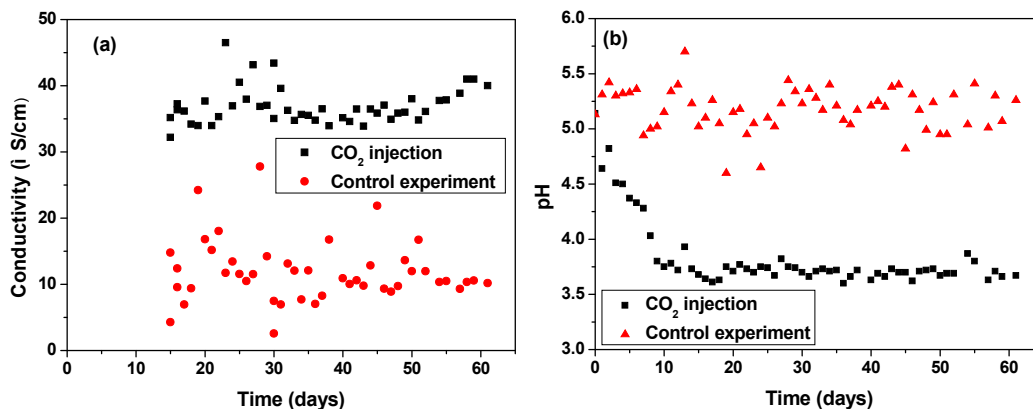 (a)
Conductivity (i S/cm)
50
40
30
20
10
0
CO₂ injection
Control experiment
0 10 20 30 40 50 60
Time (days)
(b)
pH
6.0
5.5
5.0
4.5
4.0
3.5
3.0
CO₂ injection
Control experiment
0 10 20 30 40 50 60
Time (days)